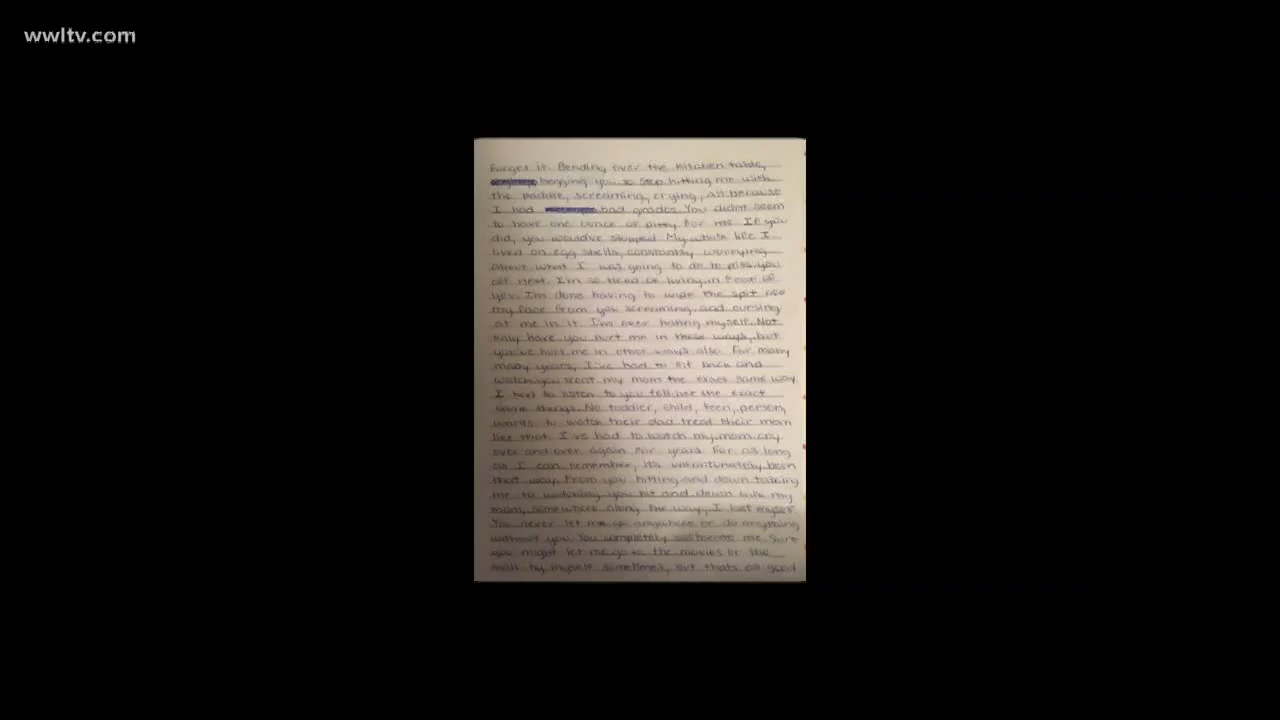 wwltv.com
Forget it. Bending over the kitchen table,
begging you to stop hitting me with
the paddle, screaming, crying, all because
I had bad grades. You didn't seem
to have one ounce of pitty for me. If you
did, you wouldve stopped. My whole life I
lived on egg shells, constantly worrying
about what I was going to do to piss you
off next. I'm so tired of living in fear of
you. I'm done having to wipe the spit off
my face from you screaming and cursing
at me in it. I'm over hating myself. Not
only have you hurt me in these ways, but
you've hurt me in other ways also. For many
many years, I've had to sit back and
watch you treat my mom the exact same way.
I had to listen to you tell her the exact
same things. No toddler, child, teen, person,
wants to watch their dad treat their mom
like that. I've had to watch my mom cry
over and over again for years. For as long
as I can remember, it's unfortunately been
that way. From you hitting and down talking
me to watching you hit and down talk my
mom, somewhere along the way, I lost myself.
You never let me go anywhere or do anything
without you. You completely me. Sure
you might let me go to the movies or the
mall by myself sometimes, but thats as good